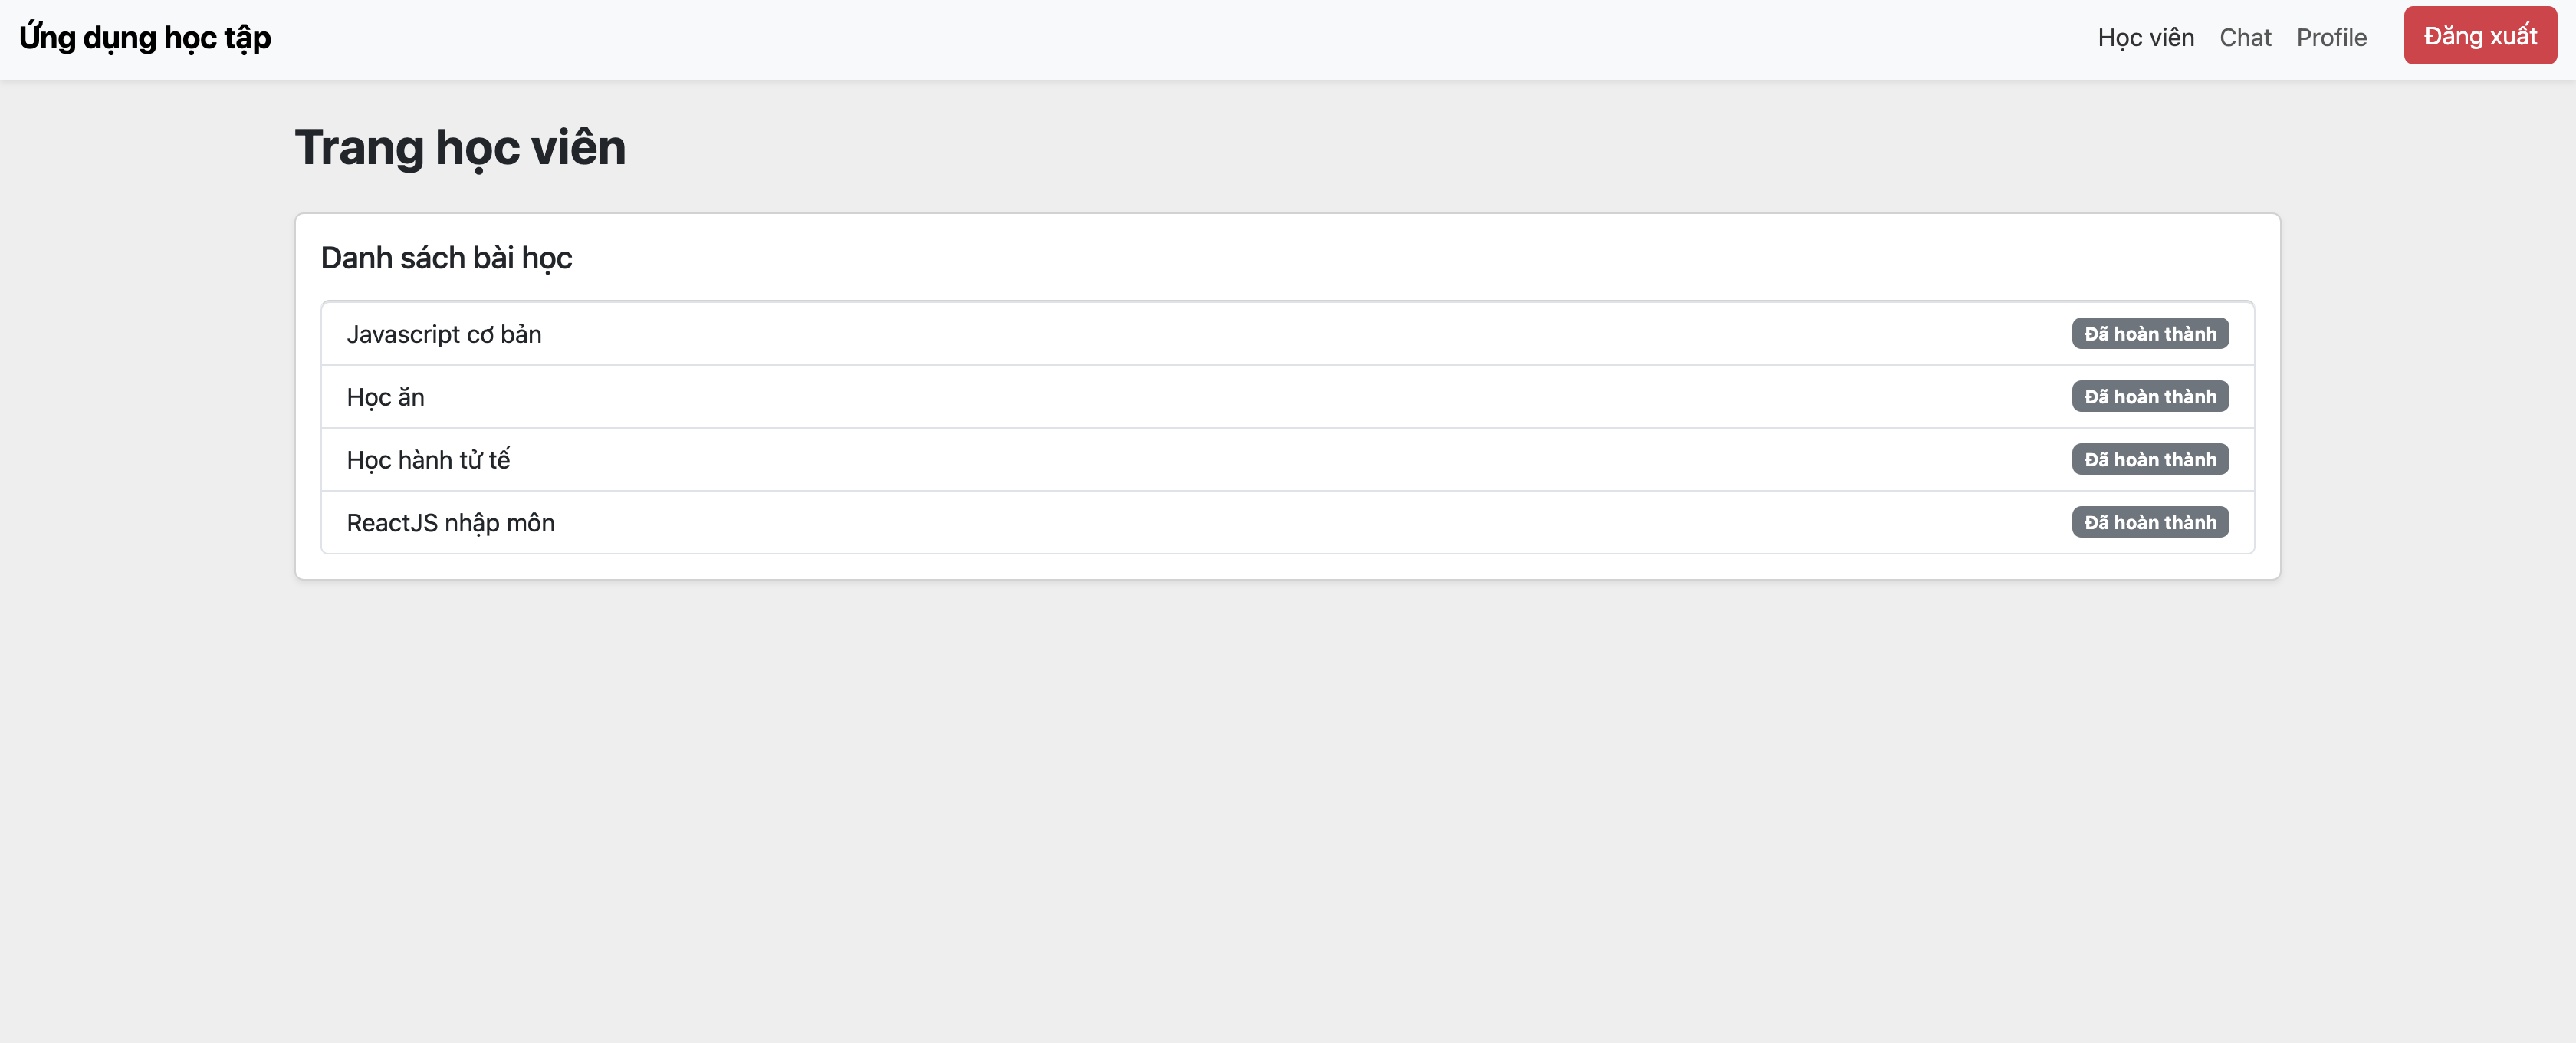 Ứng dụng học tập
Học viên Chat Profile Đăng xuất
Trang học viên
Danh sách bài học
Javascript cơ bản Đã hoàn thành
Học ăn Đã hoàn thành
Học hành tử tế Đã hoàn thành
ReactJS nhập môn Đã hoàn thành